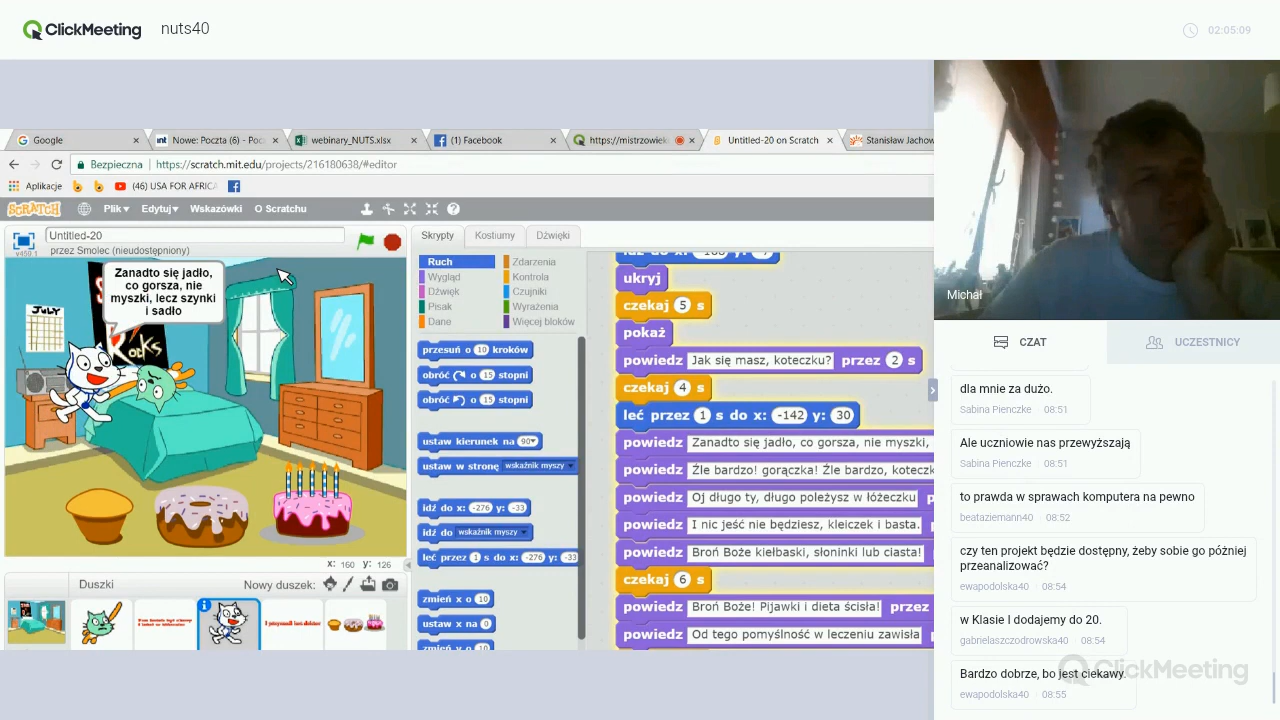 ClickMeeting nuts40 02:05:09
Google
Nowe: Poczta (6) - Poc
webinary_NUTS.xlsx
(1) Facebook
https://mistrzowiek
Untitled-20 on Scratch
Stanisław Jachow
Bezpieczna https://scratch.mit.edu/projects/216180638/#editor
Aplikacje (46) USA FOR AFRICA
SCRATCH Plik Edytuj Wskazówki O Scratchu
Untitled-20
przez Smolec (nieudostępniony)
v459.1
Zanadto się jadło,
co gorsza, nie
myszki, lecz szynki
i sadło
JULY
Rocks
x: 160 y: 126
Duszki Nowy duszek:
Skrypty Kostiumy Dźwięki
Ruch Zdarzenia
Wygląd Kontrola
Dźwięk Czujniki
Pisak Wyrażenia
Dane Więcej bloków
przesuń o 10 kroków
obróć o 15 stopni
obróć o 15 stopni
ustaw kierunek na 90
ustaw w stronę wskaźnik myszy
idź do x: -276 y: -33
idź do wskaźnik myszy
leć przez 1 s do x: -276 y: -33
zmień x o 10
ustaw x na 0
zmień y o 10
ukryj
czekaj 5 s
pokaż
powiedz Jak się masz, koteczku? przez 2 s
czekaj 4 s
leć przez 1 s do x: -142 y: 30
powiedz Zanadto się jadło, co gorsza, nie myszki,
powiedz Źle bardzo! gorączka! Źle bardzo, koteczk
powiedz Oj długo ty, długo poleżysz w łóżeczku p
powiedz I nic jeść nie będziesz, kleiczek i basta. p
powiedz Broń Boże kiełbaski, słoninki lub ciasta! p
czekaj 6 s
powiedz Broń Boże! Pijawki i dieta ścisła! przez
powiedz Od tego pomyślność w leczeniu zawisła p
Michał
CZAT UCZESTNICY
dla mnie za dużo.
Sabina Pienczke 08:51
Ale uczniowie nas przewyższają
Sabina Pienczke 08:51
to prawda w sprawach komputera na pewno
beataziemann40 08:52
czy ten projekt będzie dostępny, żeby sobie go później
przeanalizować?
ewapodolska40 08:54
w Klasie I dodajemy do 20.
gabrielaszczodrowska40 08:54
Bardzo dobrze, bo jest ciekawy.
ewapodolska40 08:55
ClickMeeting